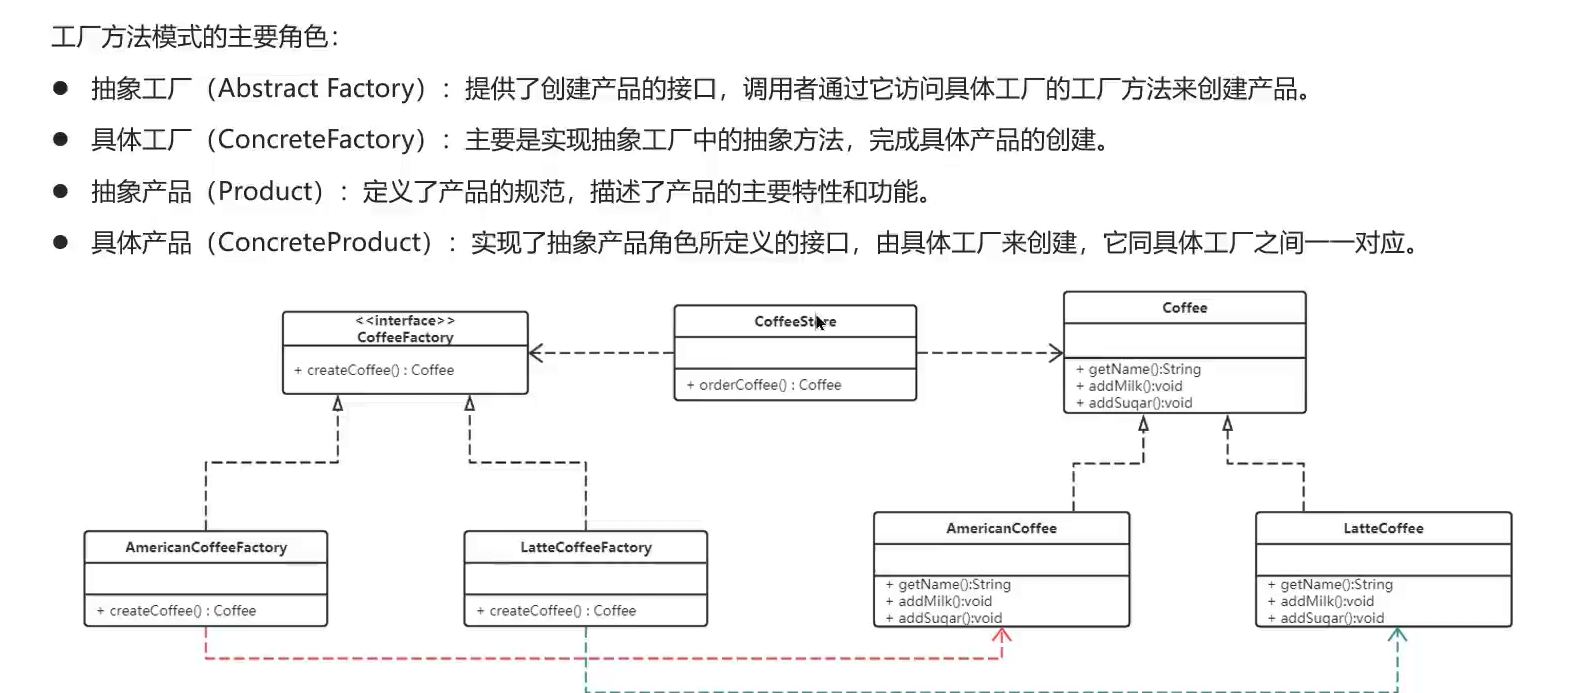 工厂方法模式的主要角色：
● 抽象工厂（Abstract Factory）：提供了创建产品的接口，调用者通过它访问具体工厂的工厂方法来创建产品。
● 具体工厂（ConcreteFactory）：主要是实现抽象工厂中的抽象方法，完成具体产品的创建。
● 抽象产品（Product）：定义了产品的规范，描述了产品的主要特性和功能。
● 具体产品（ConcreteProduct）：实现了抽象产品角色所定义的接口，由具体工厂来创建，它同具体工厂之间一一对应。
<<interface>>
CoffeeFactory
+ createCoffee() : Coffee
CoffeeStore
+ orderCoffee() : Coffee
Coffee
+ getName():String
+ addMilk():void
+ addSugar():void
AmericanCoffeeFactory
+ createCoffee() : Coffee
LatteCoffeeFactory
+ createCoffee() : Coffee
AmericanCoffee
+ getName():String
+ addMilk():void
+ addSugar():void
LatteCoffee
+ getName():String
+ addMilk():void
+ addSugar():void